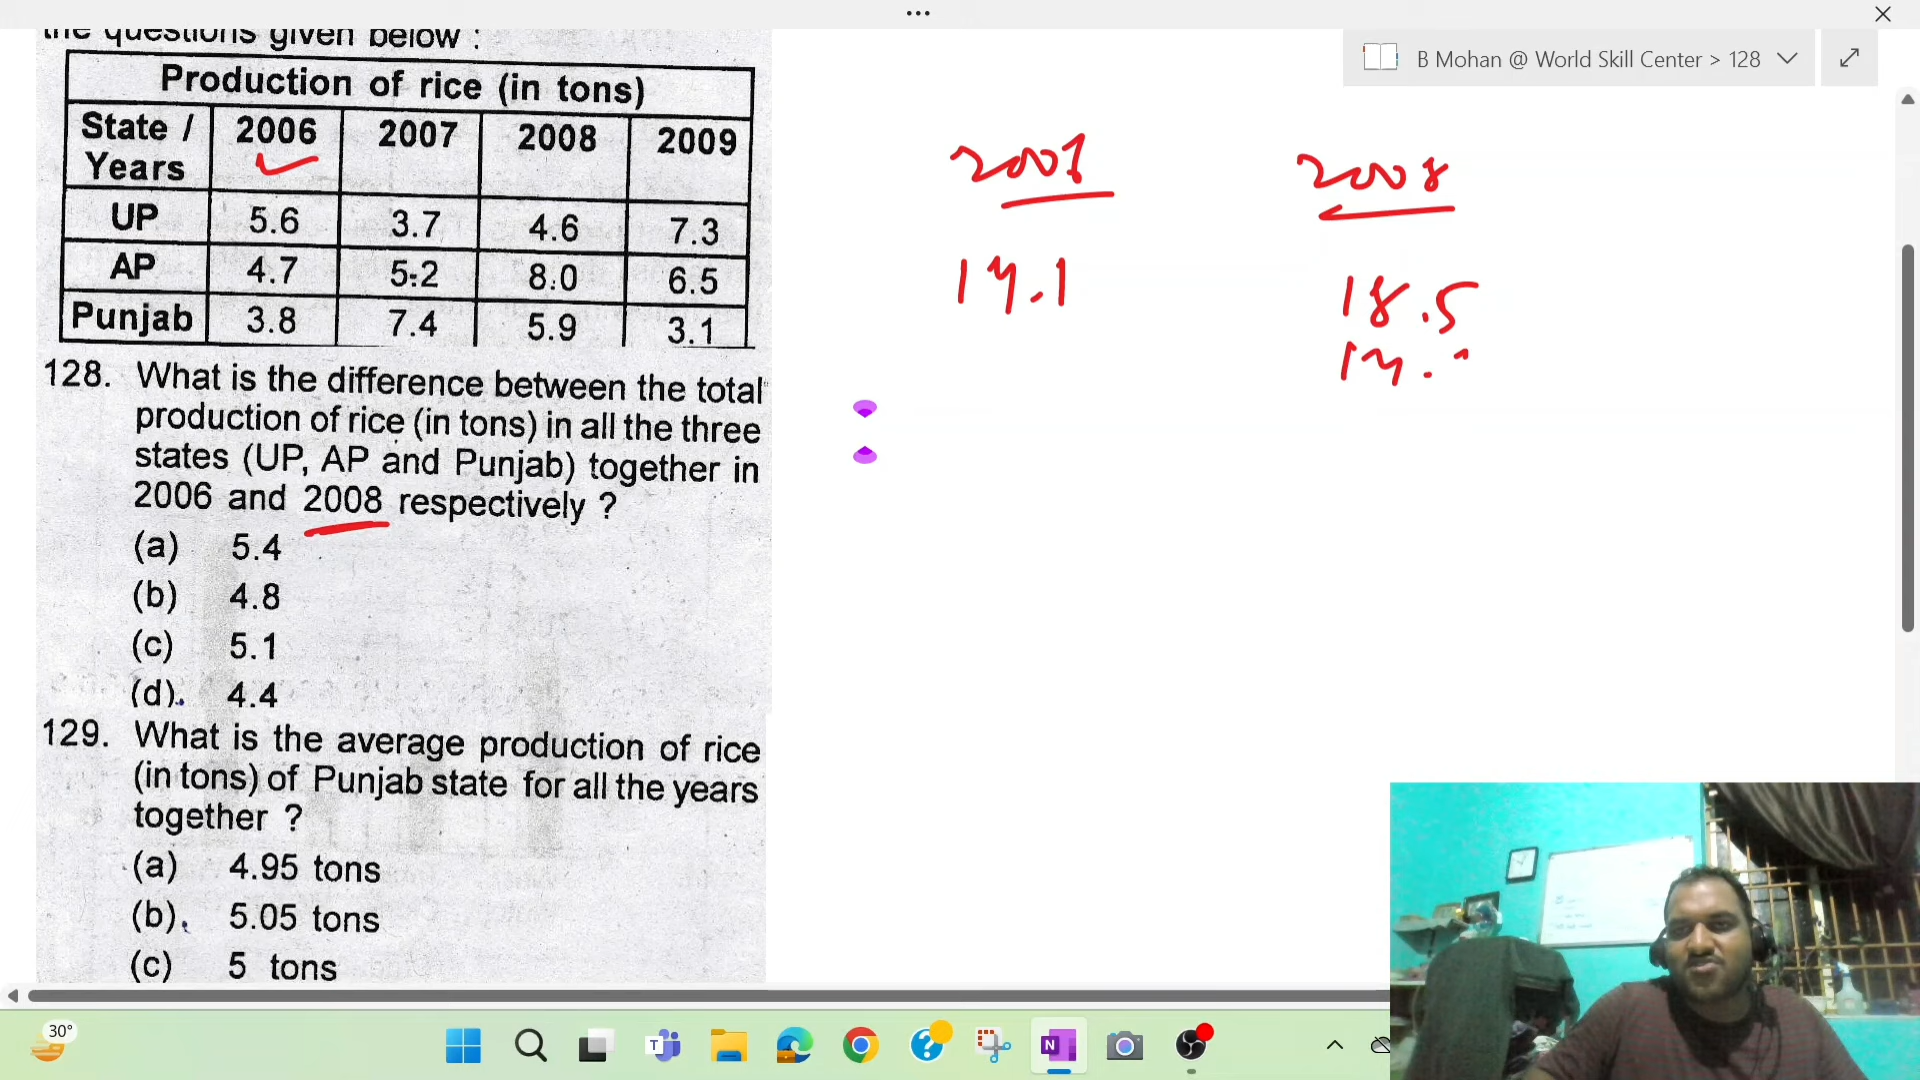 the questions given below :
Production of rice (in tons)
State / Years 2006 2007 2008 2009
UP 5.6 3.7 4.6 7.3
AP 4.7 5.2 8.0 6.5
Punjab 3.8 7.4 5.9 3.1
128. What is the difference between the total
production of rice (in tons) in all the three
states (UP, AP and Punjab) together in
2006 and 2008 respectively ?
(a) 5.4
(b) 4.8
(c) 5.1
(d) 4.4
129. What is the average production of rice
(in tons) of Punjab state for all the years
together ?
(a) 4.95 tons
(b) 5.05 tons
(c) 5 tons
B Mohan @ World Skill Center > 128
2008
14.1
18.5
14.
30°